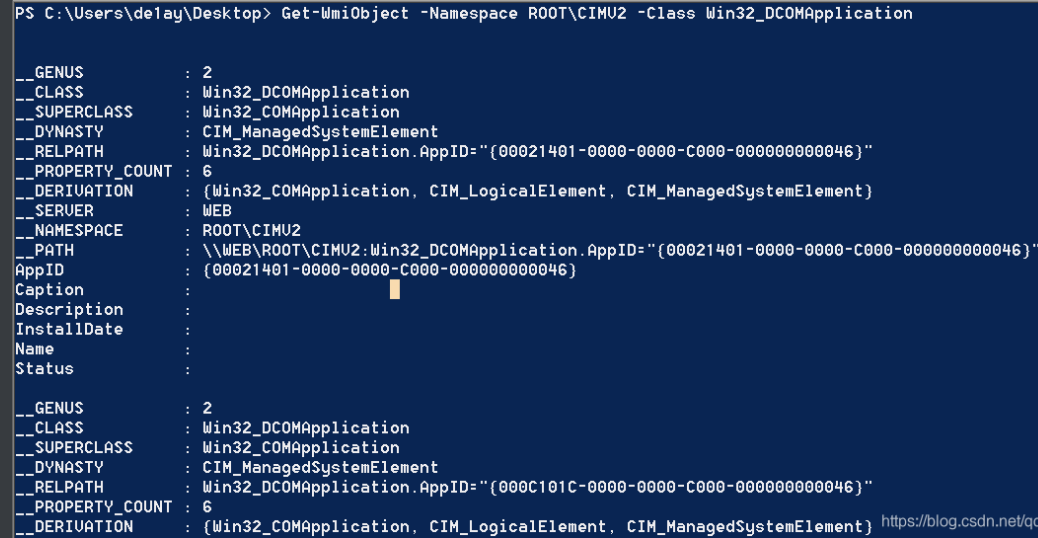 PS C:\Users\de1ay\Desktop> Get-WmiObject -Namespace ROOT\CIMV2 -Class Win32_DCOMApplication
__GENUS : 2
__CLASS : Win32_DCOMApplication
__SUPERCLASS : Win32_COMApplication
__DYNASTY : CIM_ManagedSystemElement
__RELPATH : Win32_DCOMApplication.AppID="{00021401-0000-0000-C000-000000000046}"
__PROPERTY_COUNT : 6
__DERIVATION : {Win32_COMApplication, CIM_LogicalElement, CIM_ManagedSystemElement}
__SERVER : WEB
__NAMESPACE : ROOT\CIMV2
__PATH : \\WEB\ROOT\CIMV2:Win32_DCOMApplication.AppID="{00021401-0000-0000-C000-000000000046}"
AppID : {00021401-0000-0000-C000-000000000046}
Caption :
Description :
InstallDate :
Name :
Status :
__GENUS : 2
__CLASS : Win32_DCOMApplication
__SUPERCLASS : Win32_COMApplication
__DYNASTY : CIM_ManagedSystemElement
__RELPATH : Win32_DCOMApplication.AppID="{000C101C-0000-0000-C000-000000000046}"
__PROPERTY_COUNT : 6
__DERIVATION : {Win32_COMApplication, CIM_LogicalElement, CIM_ManagedSystemElement}
https://blog.csdn.net/qq